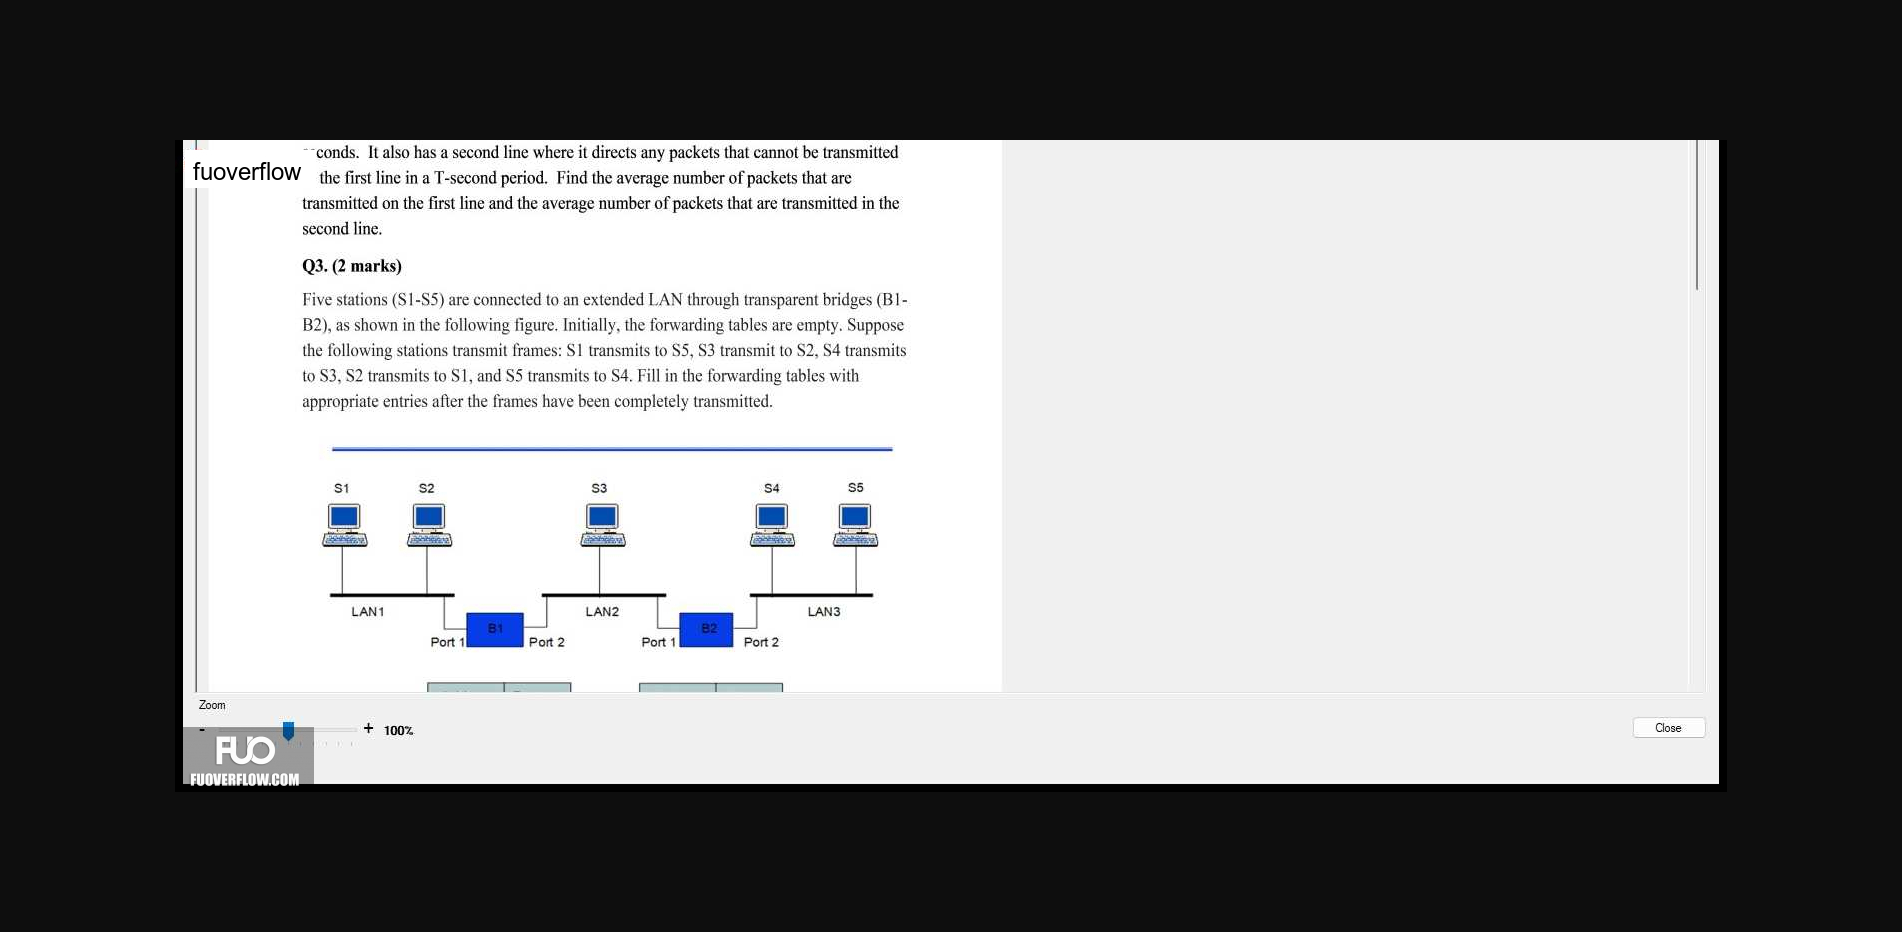 conds. It also has a second line where it directs any packets that cannot be transmitted
fuoverflow
the first line in a T-second period. Find the average number of packets that are
transmitted on the first line and the average number of packets that are transmitted in the
second line.
Q3. (2 marks)
Five stations (S1-S5) are connected to an extended LAN through transparent bridges (B1-
B2), as shown in the following figure. Initially, the forwarding tables are empty. Suppose
the following stations transmit frames: S1 transmits to S5, S3 transmit to S2, S4 transmits
to S3, S2 transmits to S1, and S5 transmits to S4. Fill in the forwarding tables with
appropriate entries after the frames have been completely transmitted.
S1 S2 S3 S4 S5
LAN1 LAN2 LAN3
B1 B2
Port 1 Port 2 Port 1 Port 2
Zoom
- + 100%
Close
FUO
FUOVERFLOW.COM